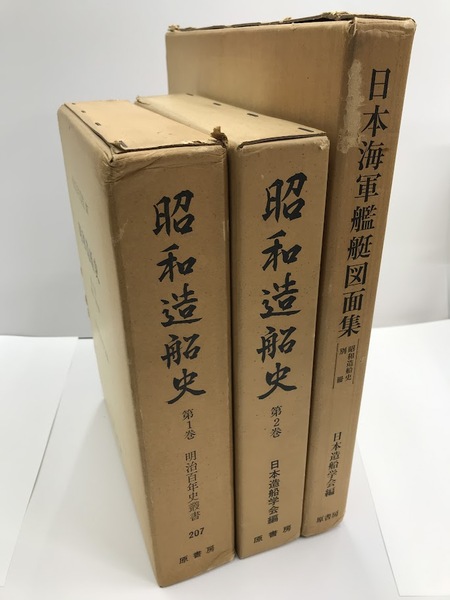 昭和造船史
第1巻
明治百年史叢書
207
原書房
昭和造船史
第2巻
日本造船学会編
原書房
日本海軍艦艇図面集
昭和造船史
別冊
日本造船学会編
原書房